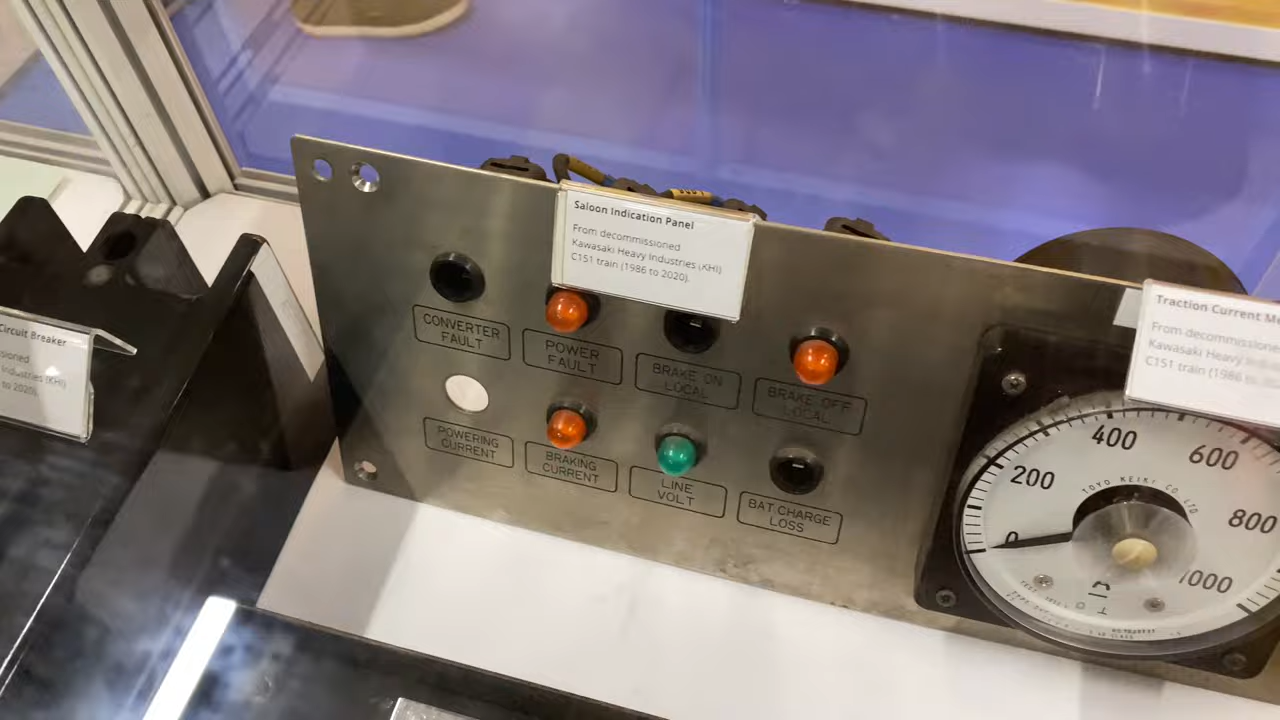 Saloon Indication Panel
From decommissioned
Kawasaki Heavy Industries (KHI)
C151 train (1986 to 2020).
Circuit Breaker
Industries (KHI)
to 2020).
Traction Current
From decommissioned
Kawasaki Heavy
C151 train (1986 to
CONVERTER
FAULT
POWER
FAULT
BRAKE ON
LOCAL
BRAKE OFF
LOCAL
POWERING
CURRENT
BRAKING
CURRENT
LINE
VOLT
BAT CHARGE
LOSS
0
200
400
600
800
1000
TOYO KEIKI CO. LTD